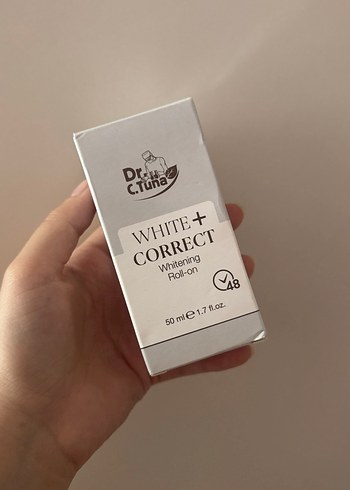 Dr.
C.Tuna
WHITE+
CORRECT
Whitening
Roll-on
48
50 ml e 1.7 fl.oz.